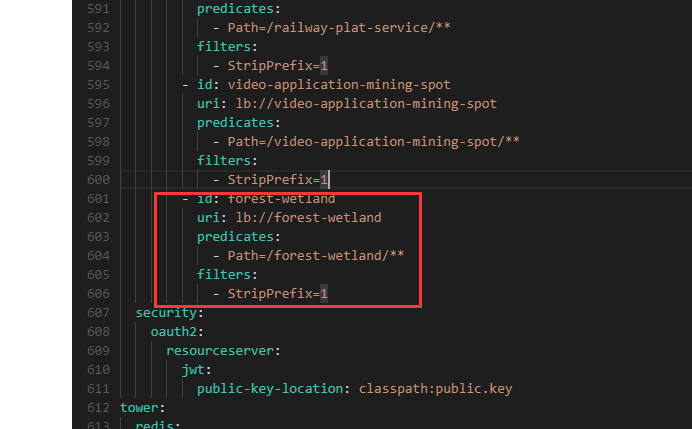 591 predicates:
592 - Path=/railway-plat-service/**
593 filters:
594 - StripPrefix=1
595 - id: video-application-mining-spot
596 uri: lb://video-application-mining-spot
597 predicates:
598 - Path=/video-application-mining-spot/**
599 filters:
600 - StripPrefix=1
601 - id: forest-wetland
602 uri: lb://forest-wetland
603 predicates:
604 - Path=/forest-wetland/**
605 filters:
606 - StripPrefix=1
607 security:
608 oauth2:
609 resourceserver:
610 jwt:
611 public-key-location: classpath:public.key
612 tower:
613 redis: